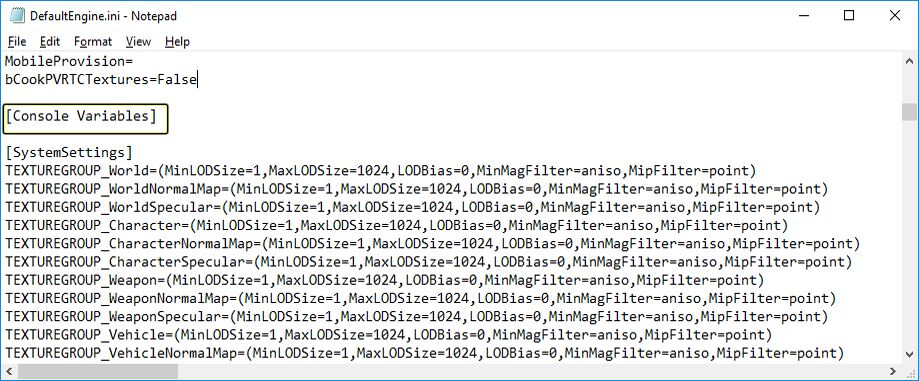 DefaultEngine.ini - Notepad
File Edit Format View Help
MobileProvision=
bCookPVRTCTextures=False
[Console Variables]
[SystemSettings]
TEXTUREGROUP_World=(MinLODSize=1,MaxLODSize=1024,LODBias=0,MinMagFilter=aniso,MipFilter=point)
TEXTUREGROUP_WorldNormalMap=(MinLODSize=1,MaxLODSize=1024,LODBias=0,MinMagFilter=aniso,MipFilter=point)
TEXTUREGROUP_WorldSpecular=(MinLODSize=1,MaxLODSize=1024,LODBias=0,MinMagFilter=aniso,MipFilter=point)
TEXTUREGROUP_Character=(MinLODSize=1,MaxLODSize=1024,LODBias=0,MinMagFilter=aniso,MipFilter=point)
TEXTUREGROUP_CharacterNormalMap=(MinLODSize=1,MaxLODSize=1024,LODBias=0,MinMagFilter=aniso,MipFilter=point)
TEXTUREGROUP_CharacterSpecular=(MinLODSize=1,MaxLODSize=1024,LODBias=0,MinMagFilter=aniso,MipFilter=point)
TEXTUREGROUP_Weapon=(MinLODSize=1,MaxLODSize=1024,LODBias=0,MinMagFilter=aniso,MipFilter=point)
TEXTUREGROUP_WeaponNormalMap=(MinLODSize=1,MaxLODSize=1024,LODBias=0,MinMagFilter=aniso,MipFilter=point)
TEXTUREGROUP_WeaponSpecular=(MinLODSize=1,MaxLODSize=1024,LODBias=0,MinMagFilter=aniso,MipFilter=point)
TEXTUREGROUP_Vehicle=(MinLODSize=1,MaxLODSize=1024,LODBias=0,MinMagFilter=aniso,MipFilter=point)
TEXTUREGROUP_VehicleNormalMap=(MinLODSize=1,MaxLODSize=1024,LODBias=0,MinMagFilter=aniso,MipFilter=point)